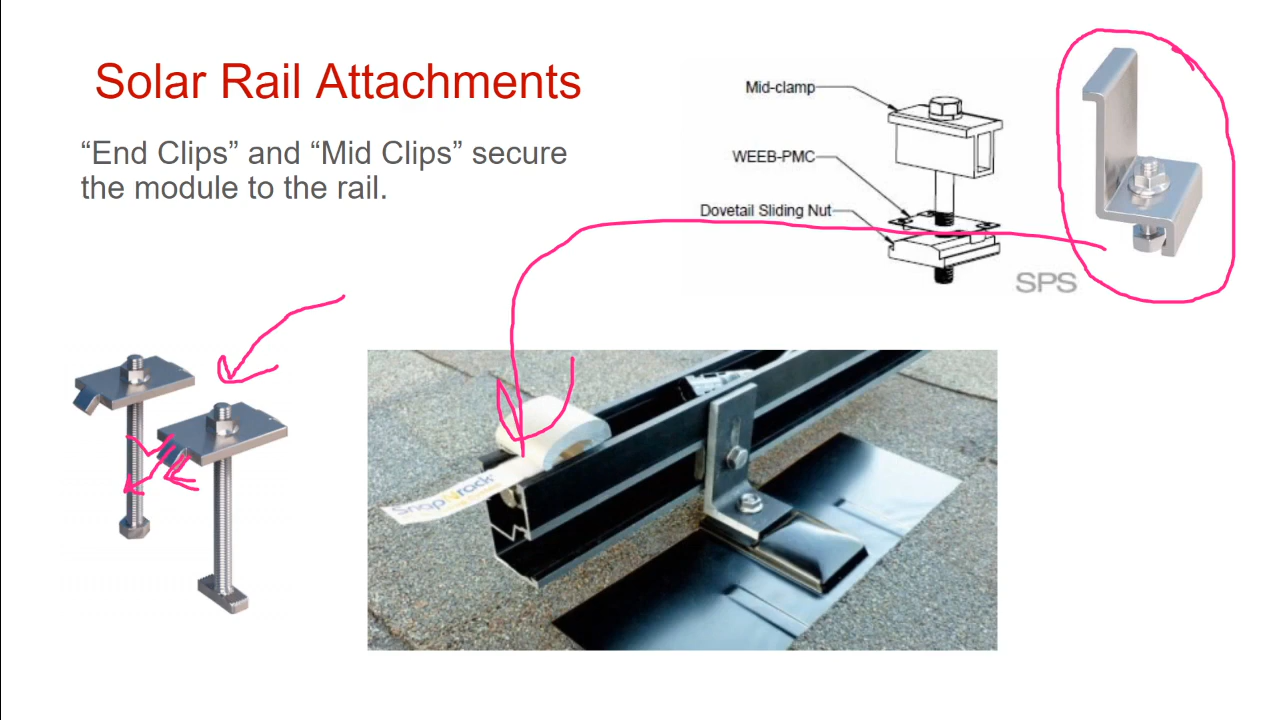 Solar Rail Attachments
“End Clips” and “Mid Clips” secure
the module to the rail.
Mid-clamp
WEEB-PMC
Dovetail Sliding Nut
SPS
SnapNrack